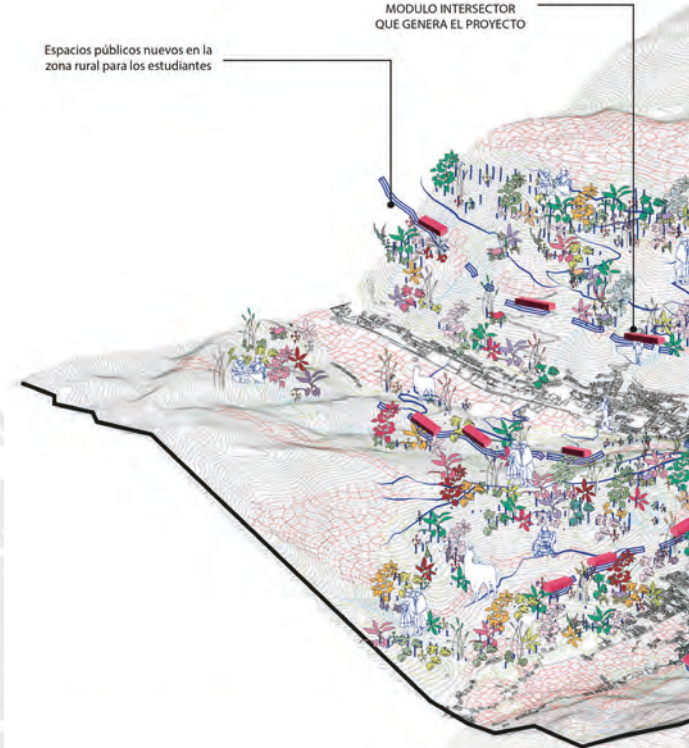 MODULO INTERSECTOR
QUE GENERA EL PROYECTO
Espacios públicos nuevos en la
zona rural para los estudiantes